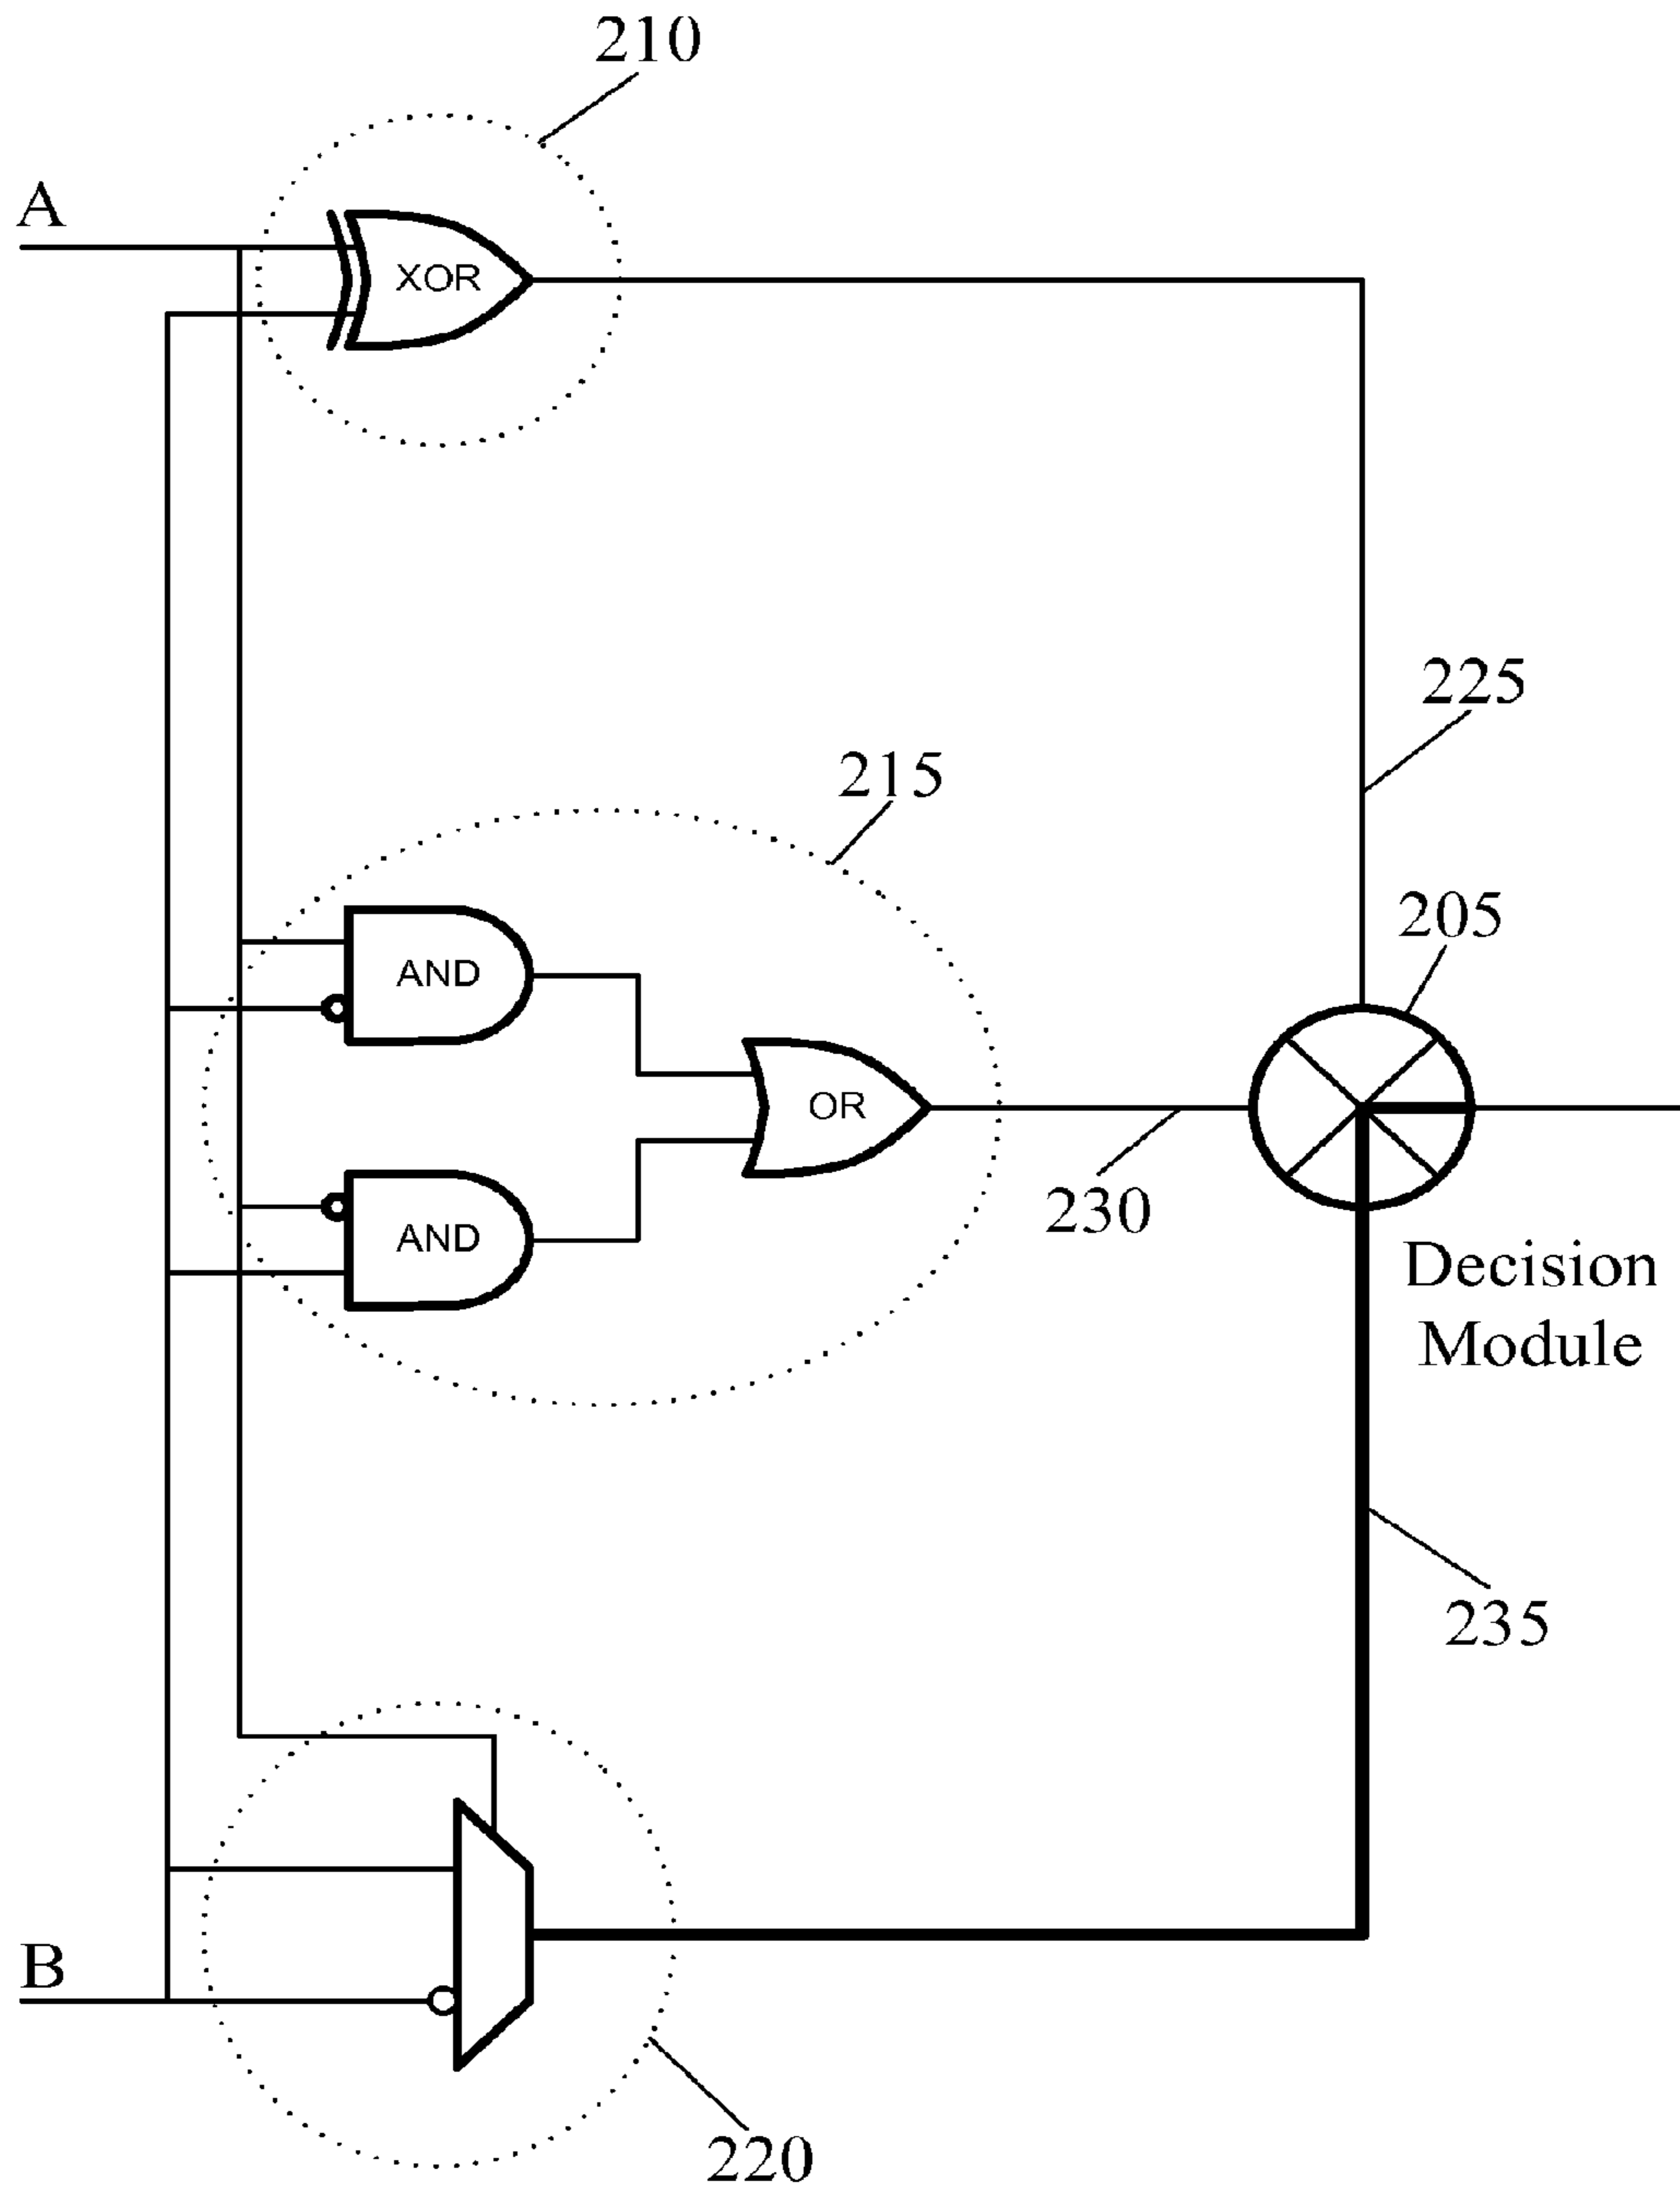 210
A
XOR
225
215
205
AND
OR
230
AND
Decision
Module
235
B
220